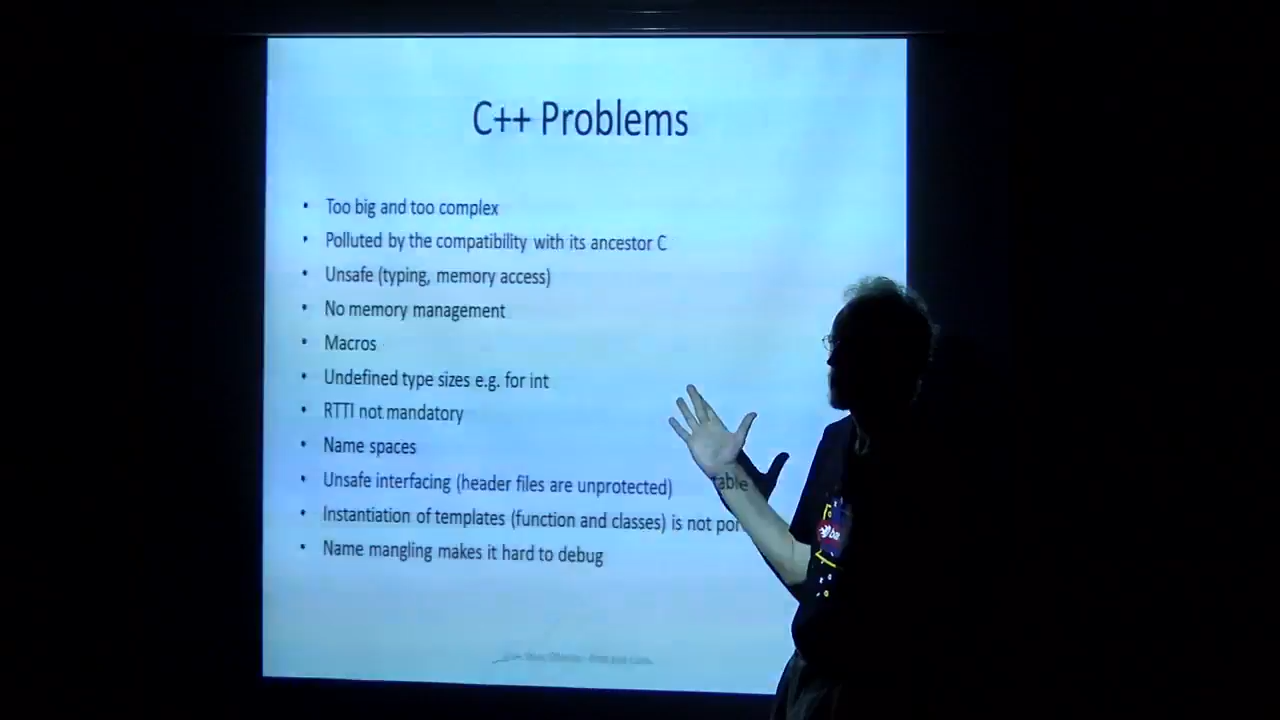 C++ Problems
• Too big and too complex
• Polluted by the compatibility with its ancestor C
• Unsafe (typing, memory access)
• No memory management
• Macros
• Undefined type sizes e.g. for int
• RTTI not mandatory
• Name spaces
• Unsafe interfacing (header files are unprotected)
• Instantiation of templates (function and classes) is not portable
• Name mangling makes it hard to debug